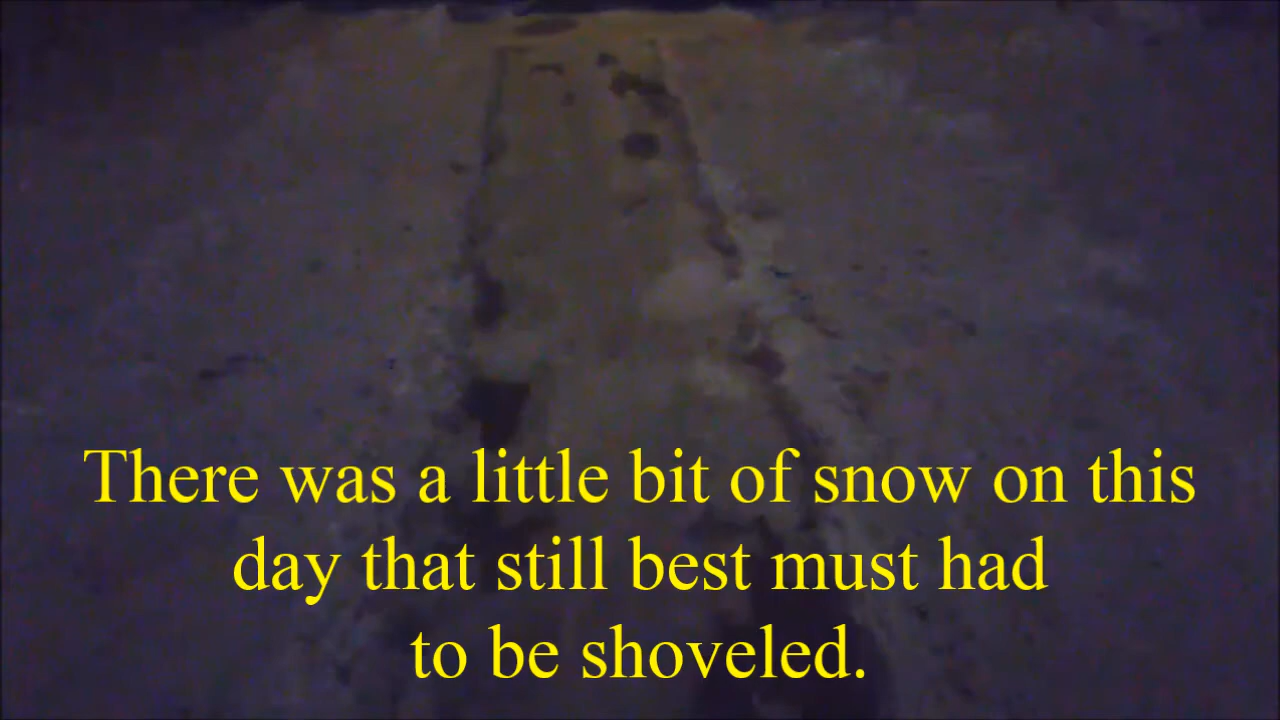 There was a little bit of snow on this
day that still best must had
to be shoveled.